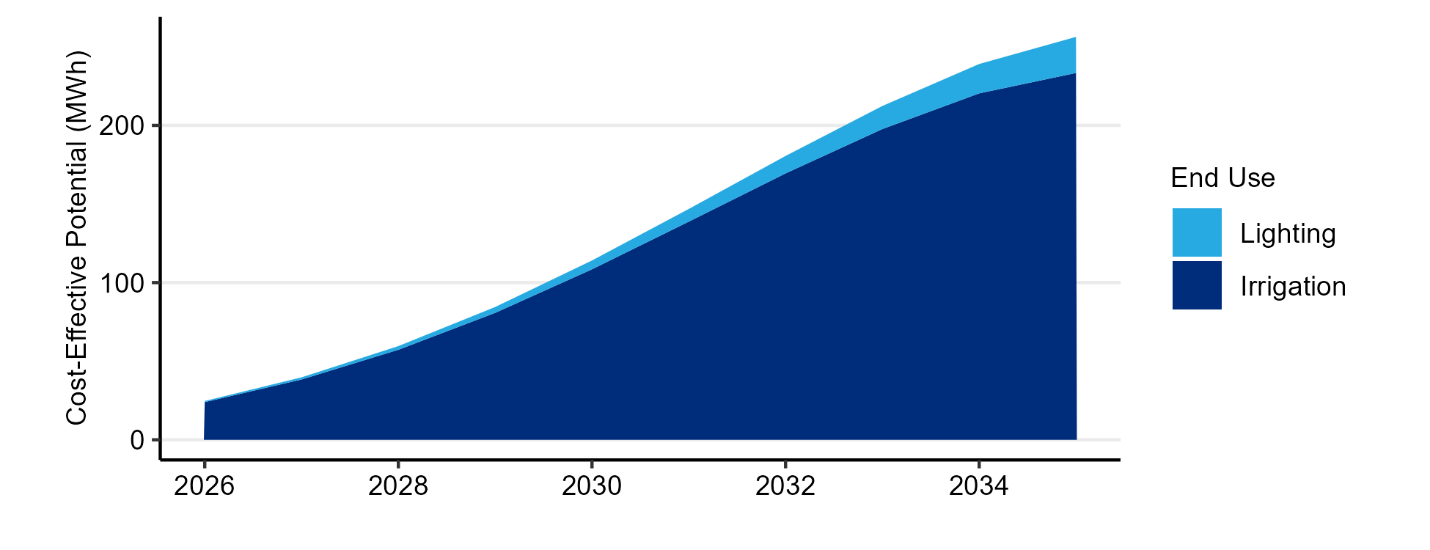 Cost-Effective Potential (MWh)
200
100
0
2026 2028 2030 2032 2034
End Use
Lighting
Irrigation